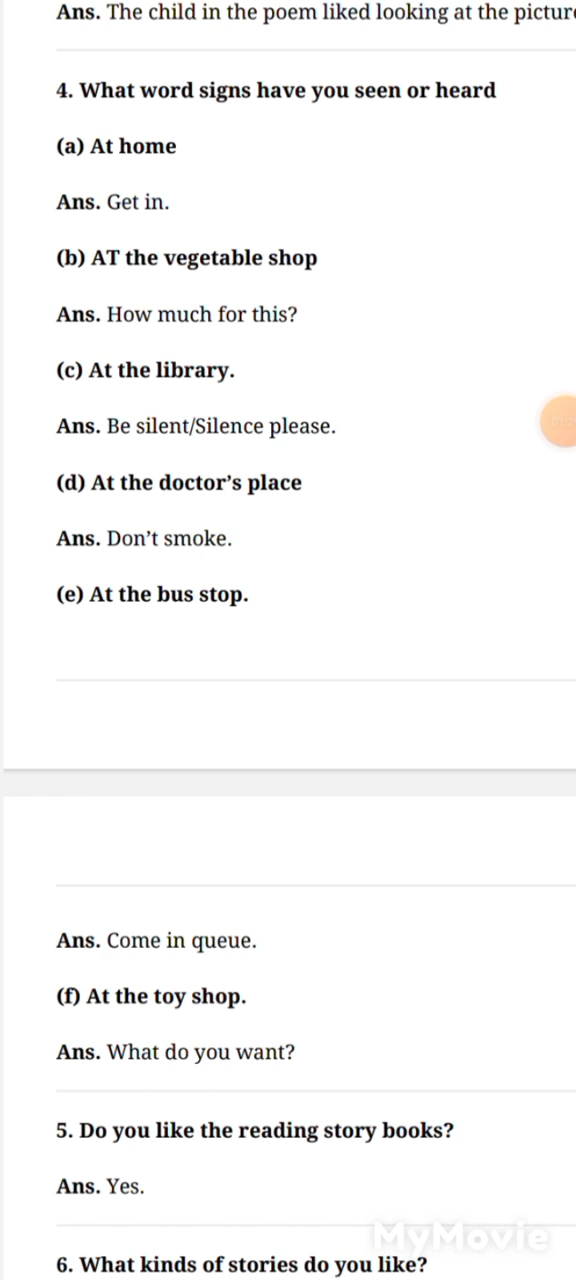 Ans. The child in the poem liked looking at the
4. What word signs have you seen or heard
(a) At home
Ans. Get in.
(b) AT the vegetable shop
Ans. How much for this?
(c) At the library.
Ans. Be silent/Silence please.
(d) At the doctor’s place
Ans. Don’t smoke.
(e) At the bus stop.
Ans. Come in queue.
(f) At the toy shop.
Ans. What do you want?
5. Do you like the reading story books?
Ans. Yes.
MyMovie
6. What kinds of stories do you like?